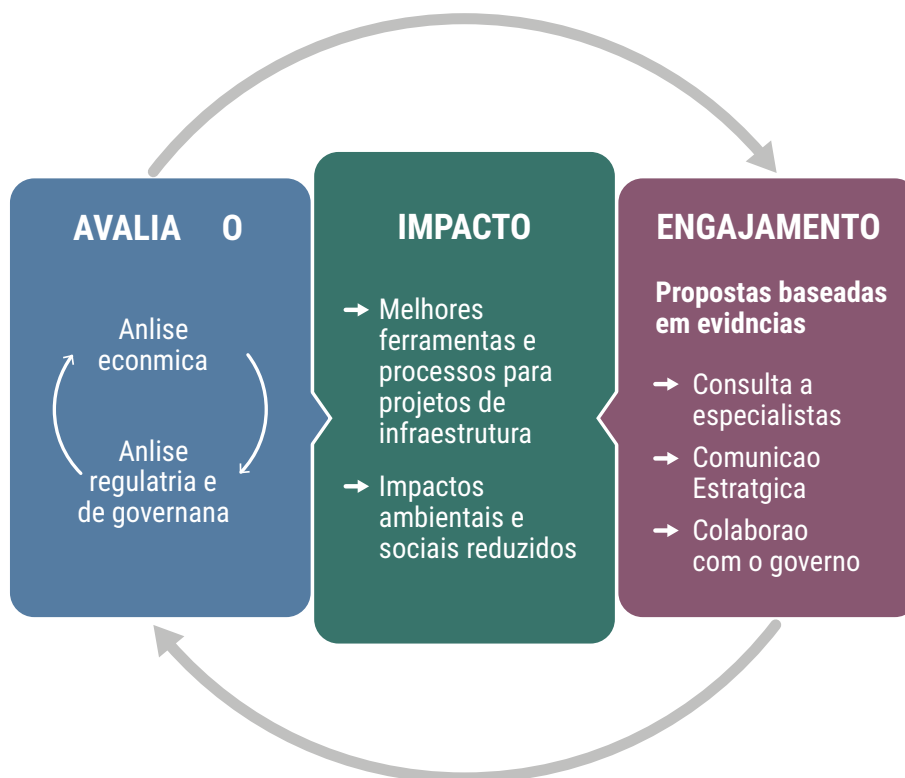 AVALIA O
Anlise
econmica
Anlise
regulatria e
de governana
IMPACTO
Melhores
ferramentas e
processos para
projetos de
infraestrutura
Impactos
ambientais e
sociais reduzidos
ENGAJAMENTO
Propostas baseadas
em evidncias
Consulta a
especialistas
Comunicao
Estratgica
Colaborao
com o governo